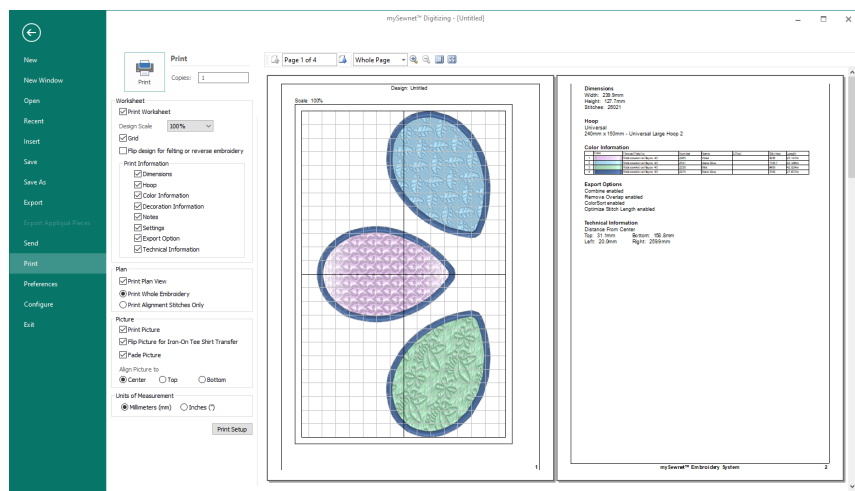 mySewnet™ Digitizing - [Untitled]
New
New Window
Open
Recent
Insert
Save
Save As
Export
Export Appliqué Pieces
Send
Print
Preferences
Configure
Exit
Print
Print
Copies: 1
Worksheet
Print Worksheet
Design Scale 100%
Grid
Flip design for felting or reverse embroidery
Print Information
Dimensions
Hoop
Color Information
Decoration Information
Notes
Settings
Export Option
Technical Information
Plan
Print Plan View
Print Whole Embroidery
Print Alignment Stitches Only
Picture
Print Picture
Flip Picture for Iron-On Tee Shirt Transfer
Fade Picture
Align Picture to
Center Top Bottom
Units of Measurement
Millimeters (mm) Inches (")
Print Setup
Page 1 of 4 Whole Page
Design: Untitled
Scale: 100%
1
Dimensions
Width: 239.9mm
Height: 127.7mm
Stitches: 26021
Hoop
Universal
240mm x 150mm - Universal Large Hoop 2
Color Information
Export Options
Combine enabled
Remove Overlap enabled
ColorSort enabled
Optimize Stitch Length enabled
Technical Information
Distance From Center
Top: 31.1mm Bottom: 158.8mm
Left: 20.0mm Right: 259.9mm
mySewnet™ Embroidery System 2